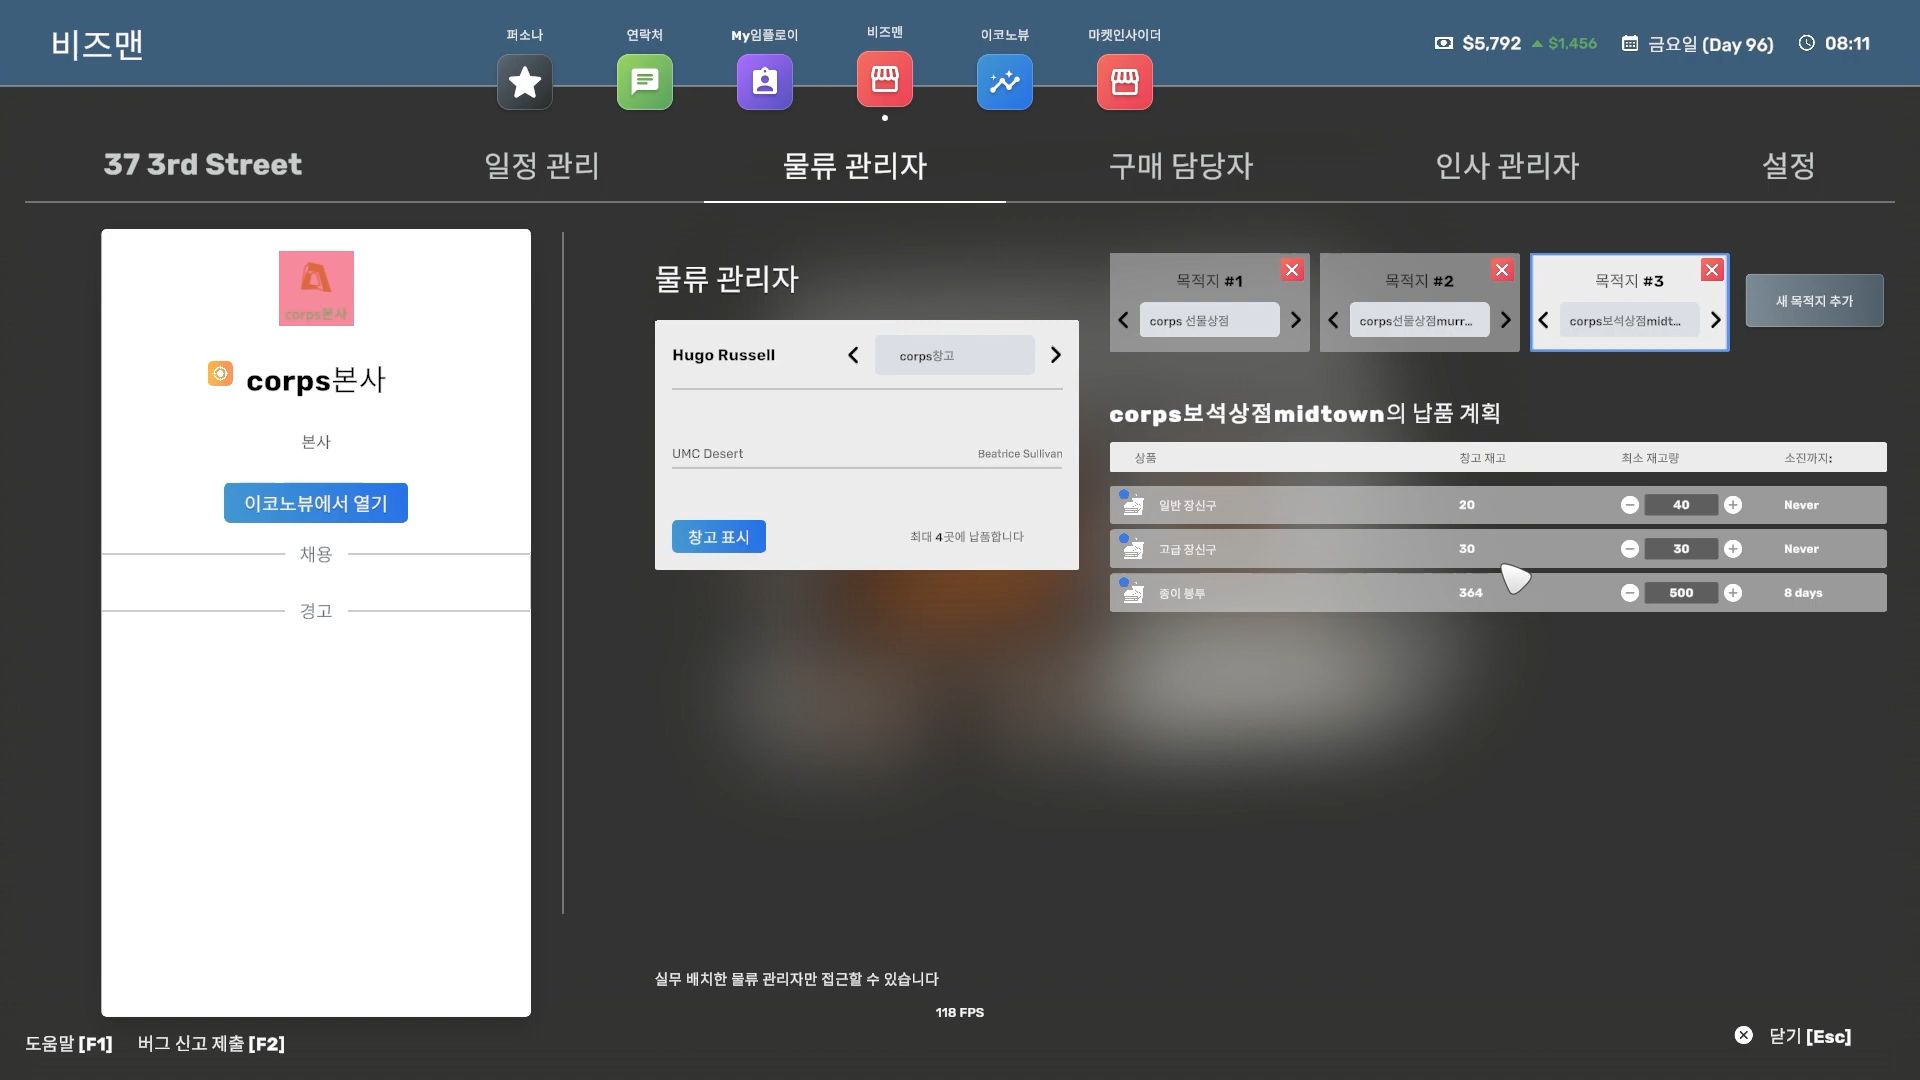 비즈맨
퍼소나
연락처
My임플로이
비즈맨
이코노뷰
마켓인사이더
$5,792
$1,456
금요일 (Day 96)
08:11
37 3rd Street
일정 관리
물류 관리자
구매 담당자
인사 관리자
설정
corps본사
corps본사
본사
이코노뷰에서 열기
채용
경고
물류 관리자
Hugo Russell
corps창고
UMC Desert
Beatrice Sullivan
창고 표시
최대 4곳에 납품합니다
목적지 #1
corps 선물상점
목적지 #2
corps선물상점murr...
목적지 #3
corps보석상점midt...
새 목적지 추가
corps보석상점midtown의 납품 계획
상품 창고 재고 최소 재고량 소진까지:
일반 장신구 20 40 Never
고급 장신구 30 30 Never
종이 봉투 364 500 8 days
실무 배치한 물류 관리자만 접근할 수 있습니다
118 FPS
도움말 [F1]
버그 신고 제출 [F2]
닫기 [Esc]